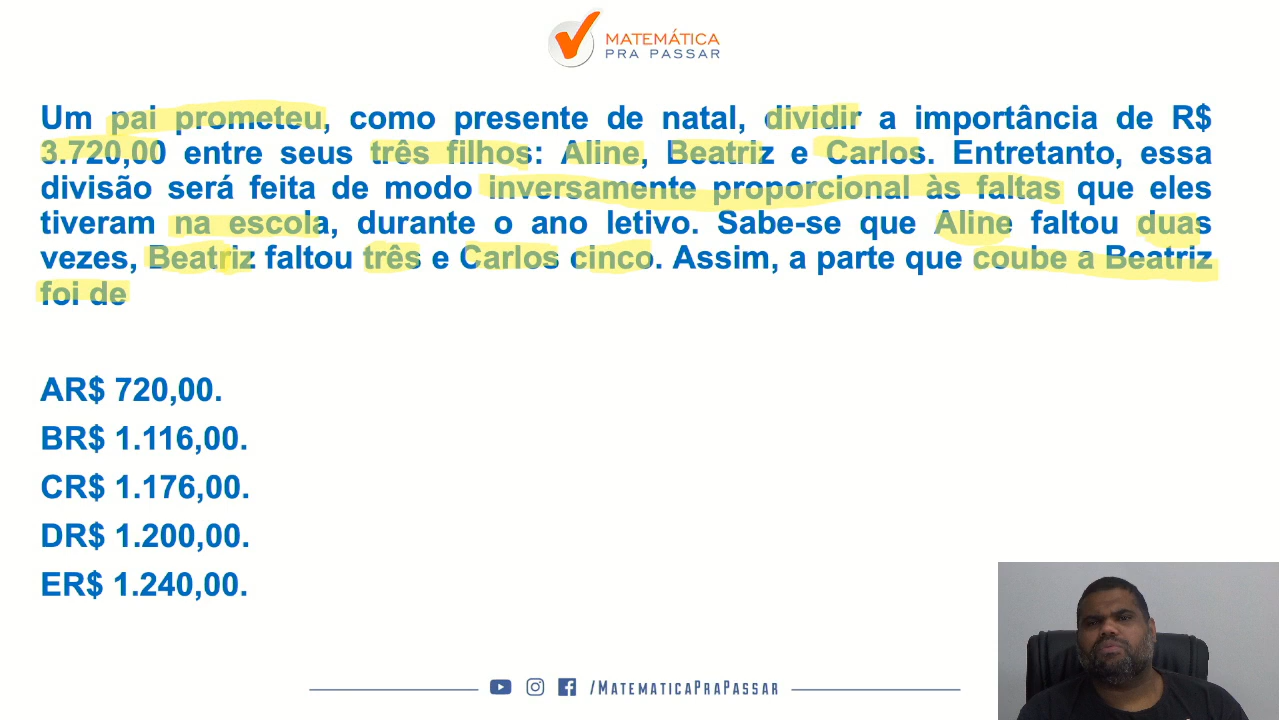 MATEMÁTICA
PRA PASSAR
Um pai prometeu, como presente de natal, dividir a importância de R$
3.720,00 entre seus três filhos: Aline, Beatriz e Carlos. Entretanto, essa
divisão será feita de modo inversamente proporcional às faltas que eles
tiveram na escola, durante o ano letivo. Sabe-se que Aline faltou duas
vezes, Beatriz faltou três e Carlos cinco. Assim, a parte que coube a Beatriz
foi de
AR$ 720,00.
BR$ 1.116,00.
CR$ 1.176,00.
DR$ 1.200,00.
ER$ 1.240,00.
/MATEMATICAPRAPASSAR